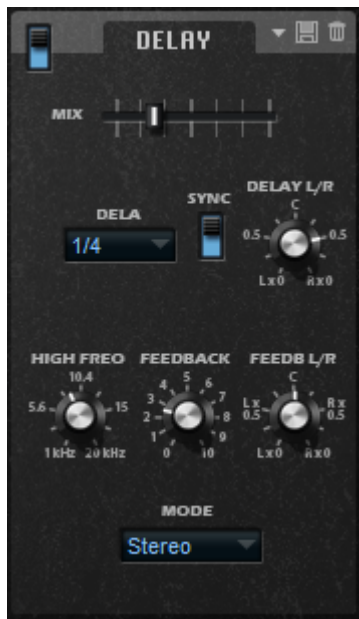 DELAY
MIX
DELAY L/R
SYNC
C
DELA
0.5 0.5
1/4
Lx0 Rx0
HIGH FREQ FEEDBACK FEEDB L/R
10.4 5 C
4 6
3 7
5.6 15 2 8 Lx 0.5 Rx 0.5
1 9
1kHz 20kHz 0 10 Lx0 Rx0
MODE
Stereo